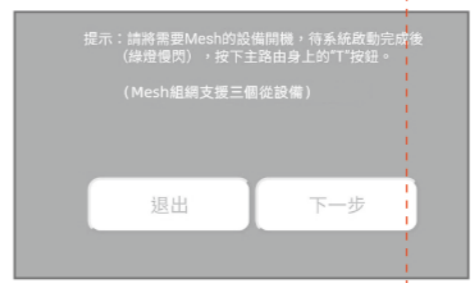 提示：請將需要Mesh的設備開機，待系統啟動完成後
（綠燈慢閃），按下主路由身上的"T"按鈕。
（Mesh組網支援三個從設備）
退出
下一步